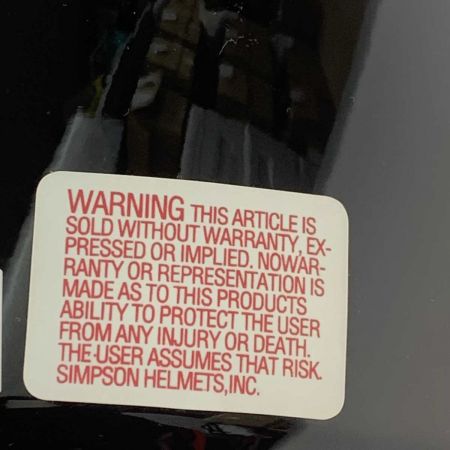 WARNING THIS ARTICLE IS
SOLD WITHOUT WARRANTY, EX-
PRESSED OR IMPLIED. NOWAR-
RANTY OR REPRESENTATION IS
MADE AS TO THIS PRODUCTS
ABILITY TO PROTECT THE USER
FROM ANY INJURY OR DEATH.
THE USER ASSUMES THAT RISK.
SIMPSON HELMETS,INC.